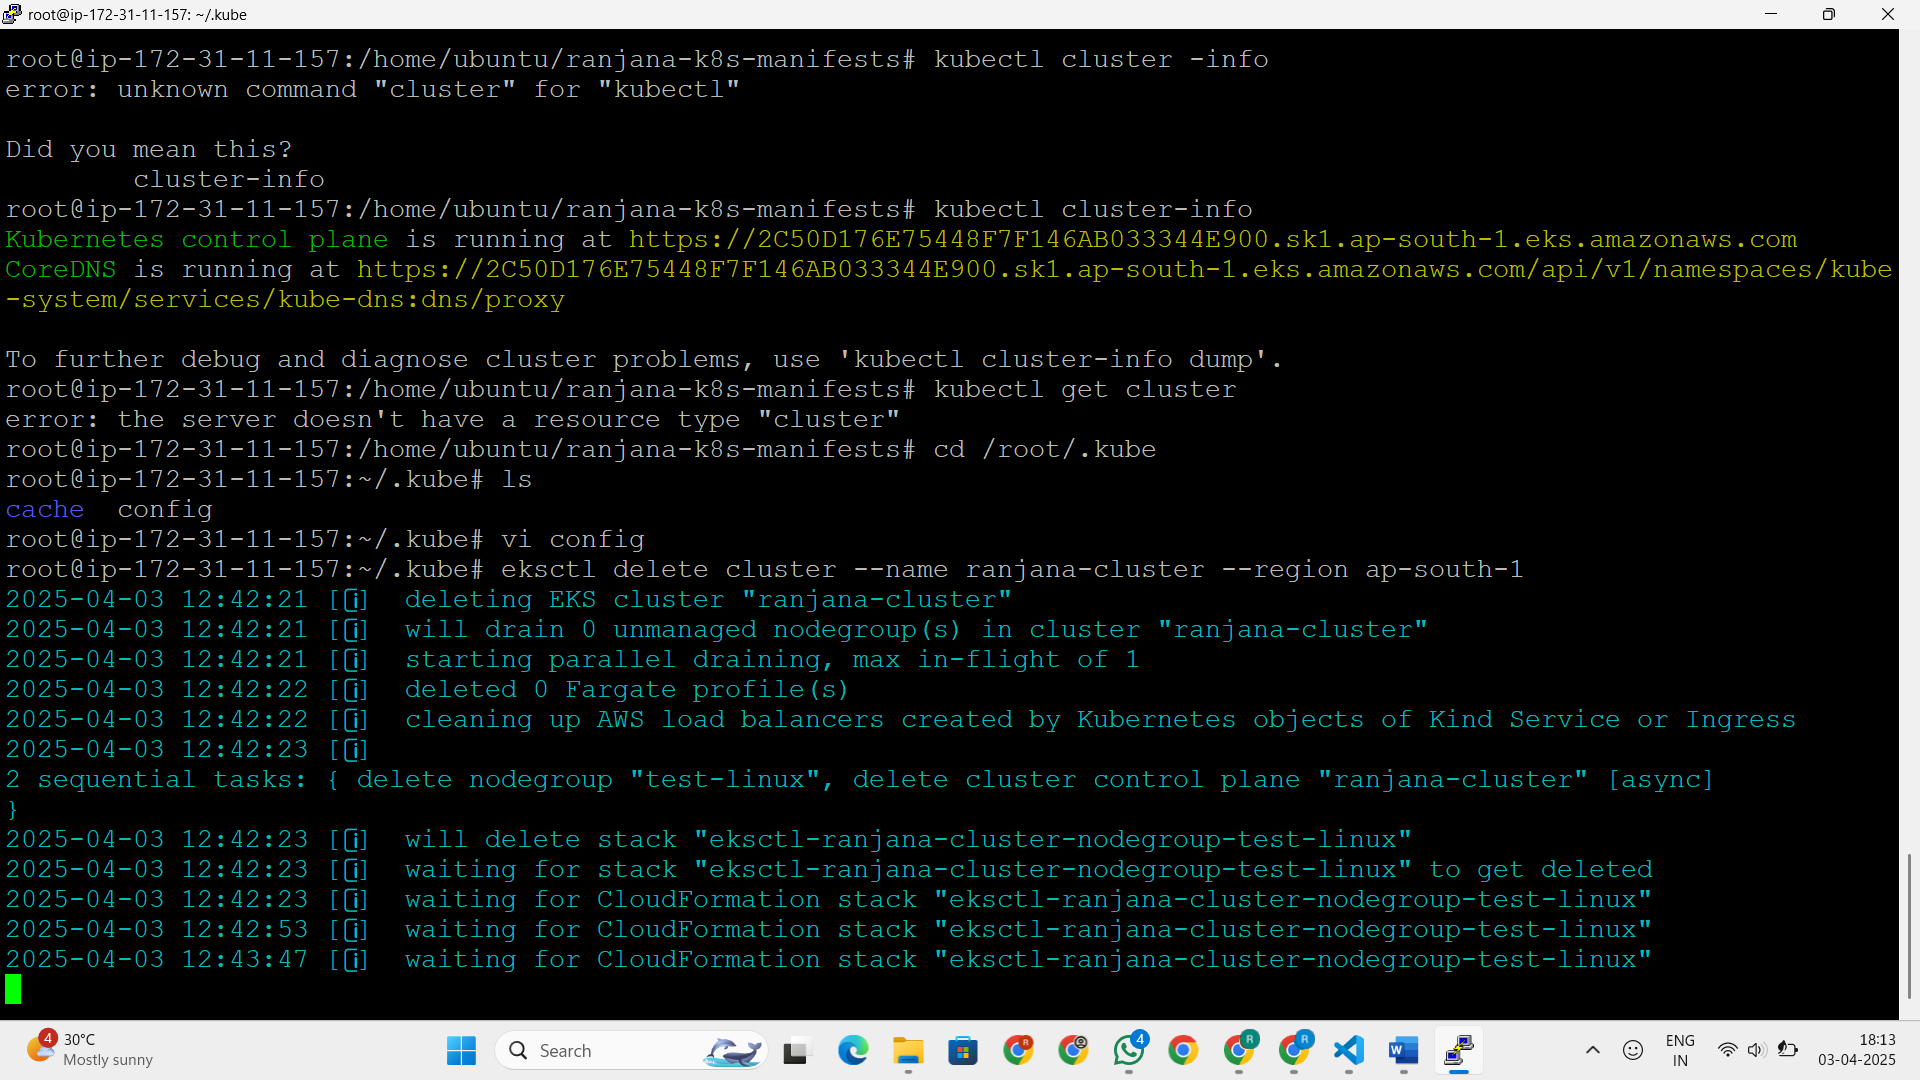 root@ip-172-31-11-157: ~/.kube
root@ip-172-31-11-157:/home/ubuntu/ranjana-k8s-manifests# kubectl cluster -info
error: unknown command "cluster" for "kubectl"
Did you mean this?
cluster-info
root@ip-172-31-11-157:/home/ubuntu/ranjana-k8s-manifests# kubectl cluster-info
Kubernetes control plane is running at https://2C50D176E75448F7F146AB033344E900.sk1.ap-south-1.eks.amazonaws.com
CoreDNS is running at https://2C50D176E75448F7F146AB033344E900.sk1.ap-south-1.eks.amazonaws.com/api/v1/namespaces/kube
-system/services/kube-dns:dns/proxy
To further debug and diagnose cluster problems, use 'kubectl cluster-info dump'.
root@ip-172-31-11-157:/home/ubuntu/ranjana-k8s-manifests# kubectl get cluster
error: the server doesn't have a resource type "cluster"
root@ip-172-31-11-157:/home/ubuntu/ranjana-k8s-manifests# cd /root/.kube
root@ip-172-31-11-157:~/.kube# ls
cache  config
root@ip-172-31-11-157:~/.kube# vi config
root@ip-172-31-11-157:~/.kube# eksctl delete cluster --name ranjana-cluster --region ap-south-1
2025-04-03 12:42:21 [ℹ]  deleting EKS cluster "ranjana-cluster"
2025-04-03 12:42:21 [ℹ]  will drain 0 unmanaged nodegroup(s) in cluster "ranjana-cluster"
2025-04-03 12:42:21 [ℹ]  starting parallel draining, max in-flight of 1
2025-04-03 12:42:22 [ℹ]  deleted 0 Fargate profile(s)
2025-04-03 12:42:22 [ℹ]  cleaning up AWS load balancers created by Kubernetes objects of Kind Service or Ingress
2025-04-03 12:42:23 [ℹ]
2 sequential tasks: { delete nodegroup "test-linux", delete cluster control plane "ranjana-cluster" [async]
}
2025-04-03 12:42:23 [ℹ]  will delete stack "eksctl-ranjana-cluster-nodegroup-test-linux"
2025-04-03 12:42:23 [ℹ]  waiting for stack "eksctl-ranjana-cluster-nodegroup-test-linux" to get deleted
2025-04-03 12:42:23 [ℹ]  waiting for CloudFormation stack "eksctl-ranjana-cluster-nodegroup-test-linux"
2025-04-03 12:42:53 [ℹ]  waiting for CloudFormation stack "eksctl-ranjana-cluster-nodegroup-test-linux"
2025-04-03 12:43:47 [ℹ]  waiting for CloudFormation stack "eksctl-ranjana-cluster-nodegroup-test-linux"
4
30°C
Mostly sunny
Search
R
4
R
R
W
ENG
IN
18:13
03-04-2025